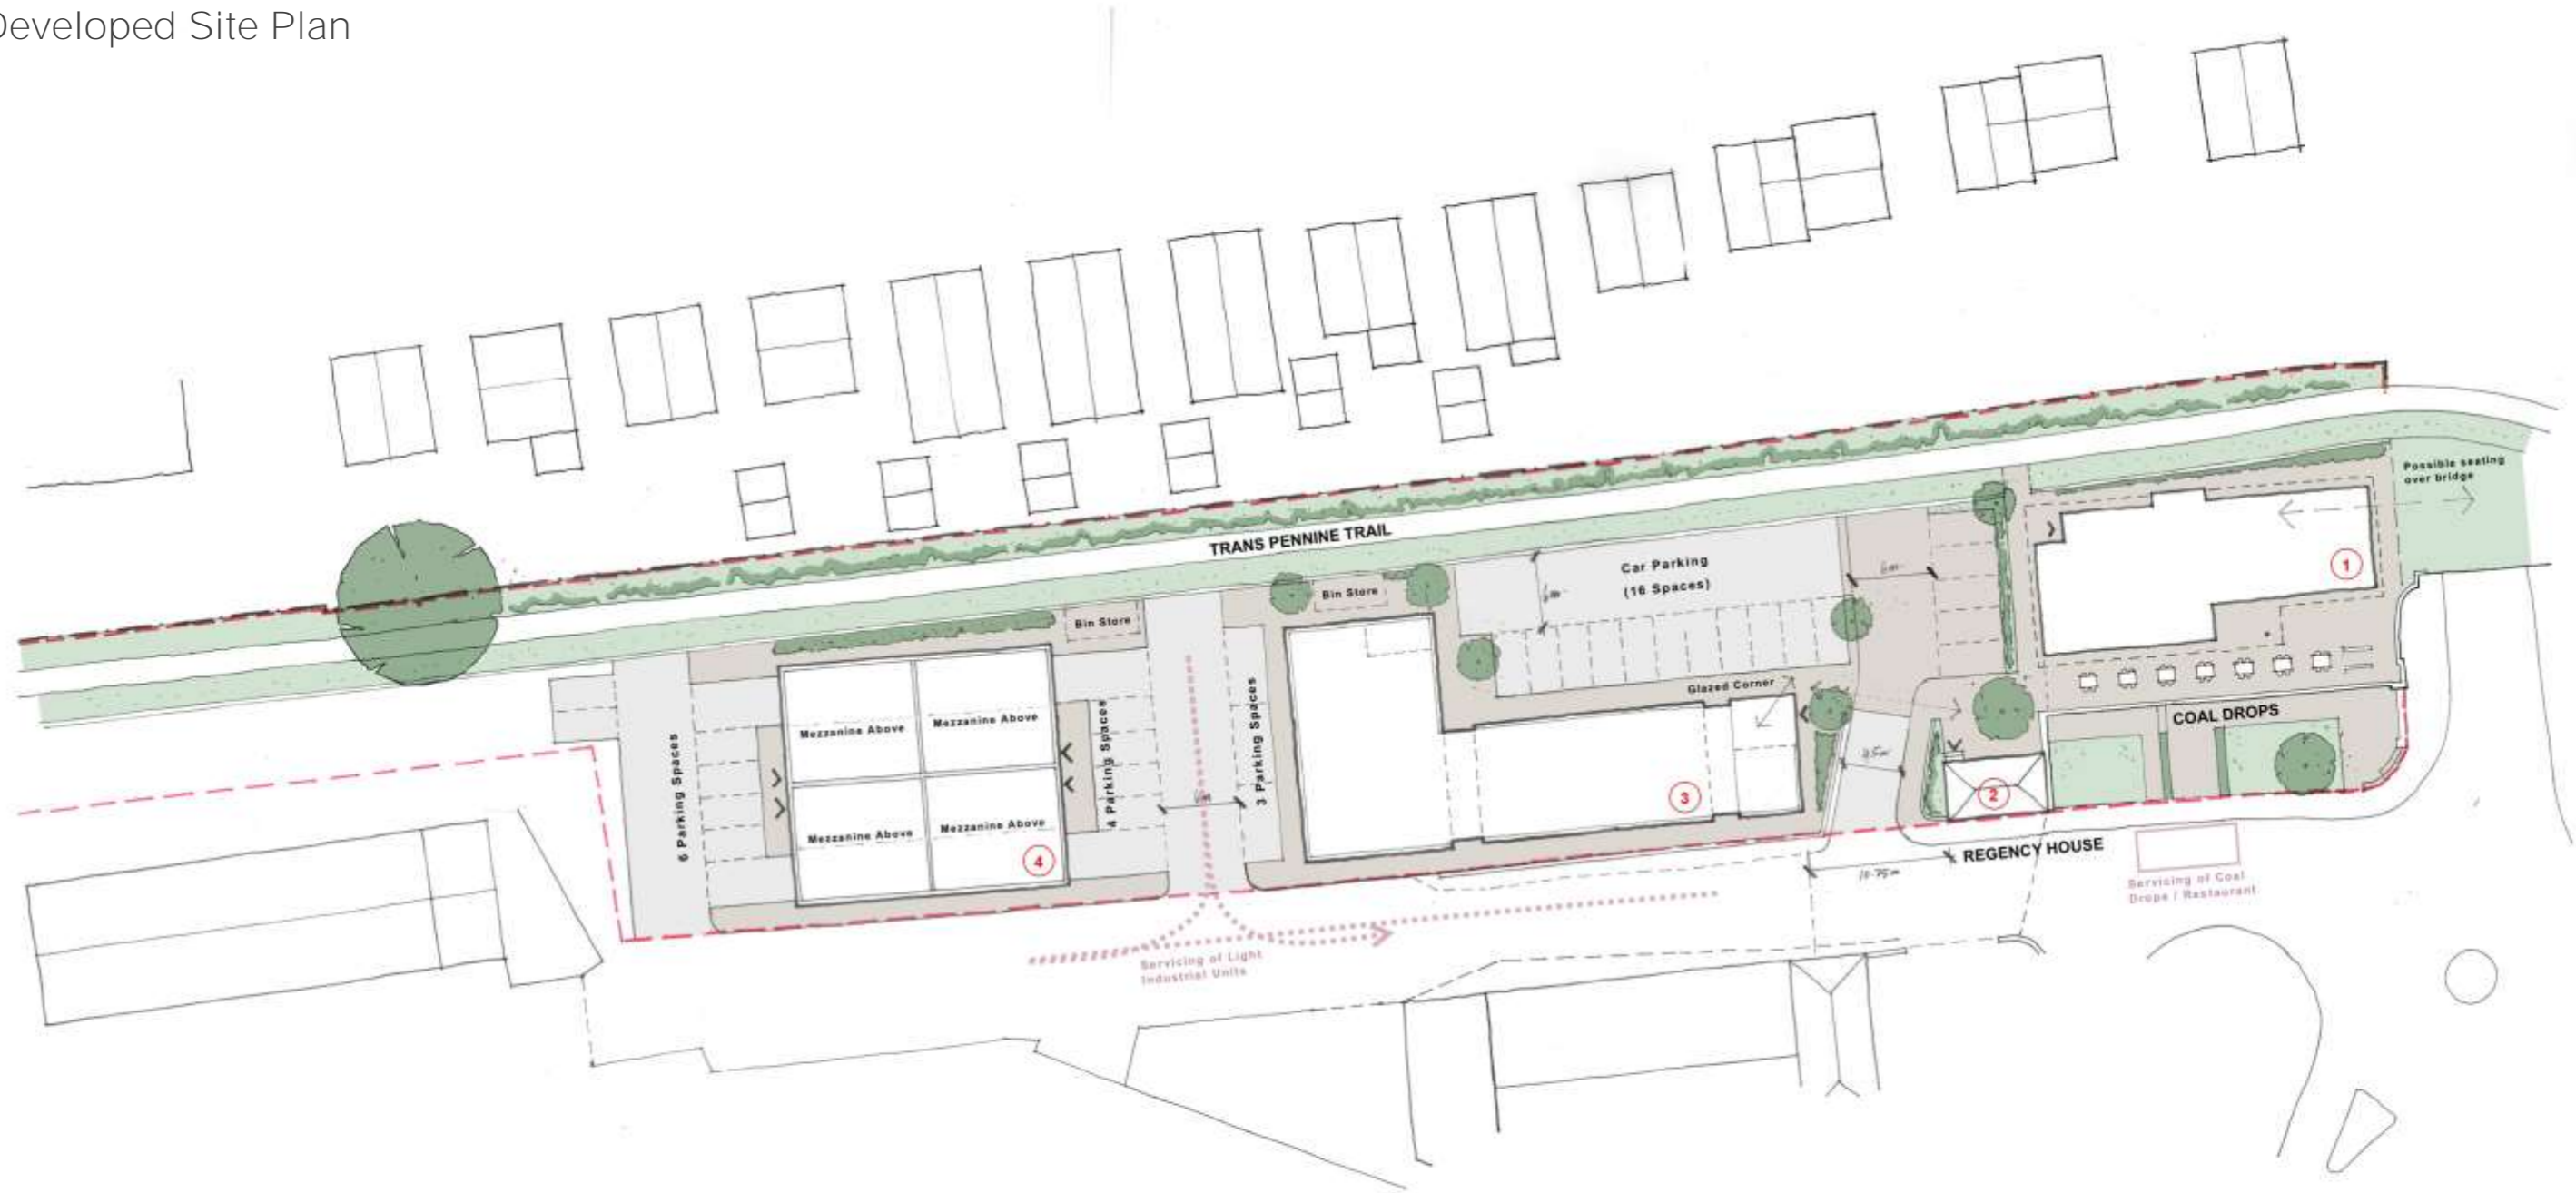 Developed Site Plan
Possible seating
over bridge
TRANS PENNINE TRAIL
Car Parking
(16 Spaces)
6m
6m
1
Bin Store
Bin Store
Glazed Corner
COAL DROPS
Mezzanine Above
Mezzanine Above
6 Parking Spaces
4 Parking Spaces
3 Parking Spaces
6m
3
2
Mezzanine Above
Mezzanine Above
4
REGENCY HOUSE
10.75m
Servicing of Coal
Drops / Restaurant
Servicing of Light
Industrial Units